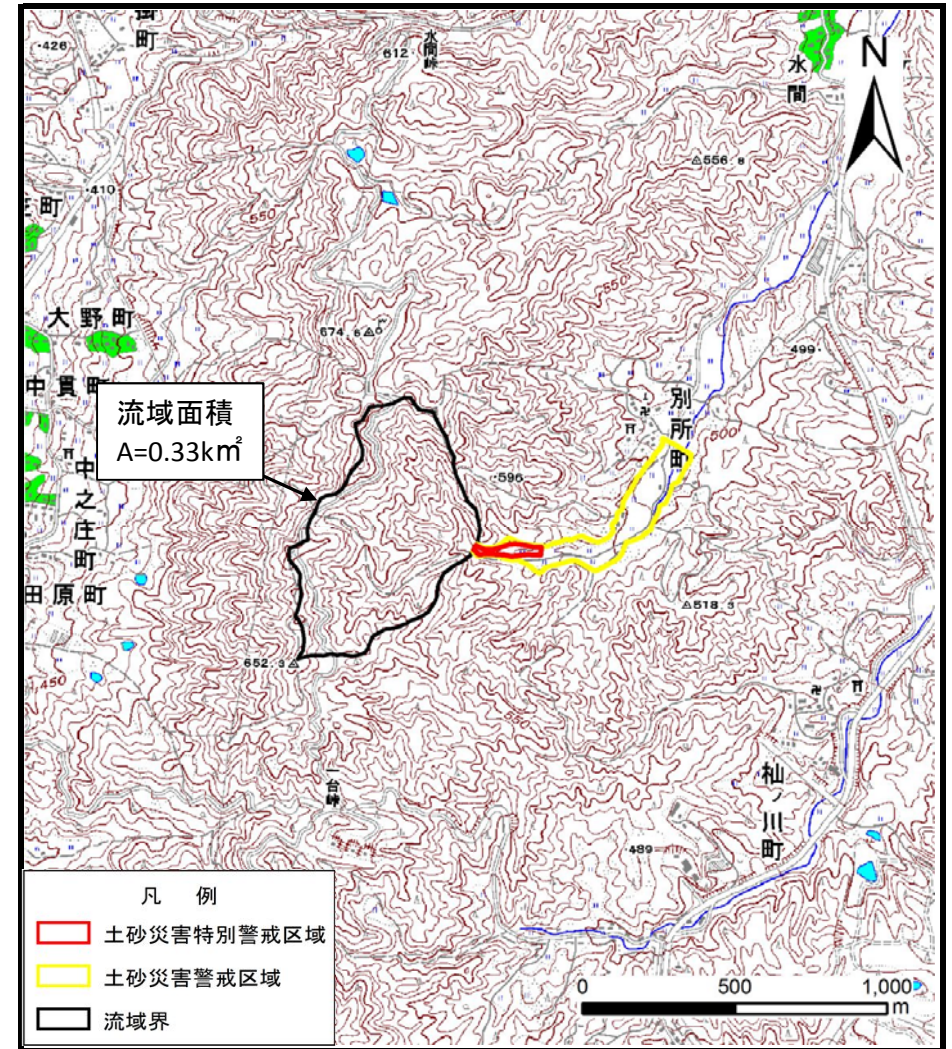 水間峠
612
・426
水間
N
△556.8
・410
550
大野町
550
674.6△
499・
中貫町
別所町
流域面積
A=0.33k㎡
500
中之庄町
・596
田原町
△518.3
652.3△
450
550
一台峠
杣ノ川町
・489
凡 例
土砂災害特別警戒区域
土砂災害警戒区域
流域界
0 500 1,000
m